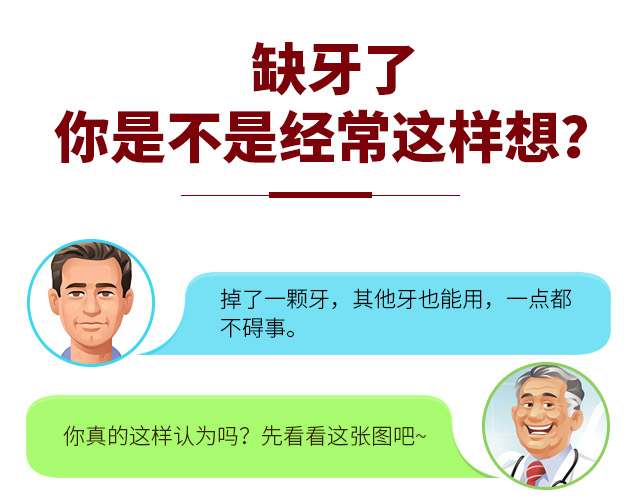 缺牙了
你是不是经常这样想？
掉了一颗牙，其他牙也能用，一点都
不碍事。
你真的这样认为吗？先看看这张图吧~